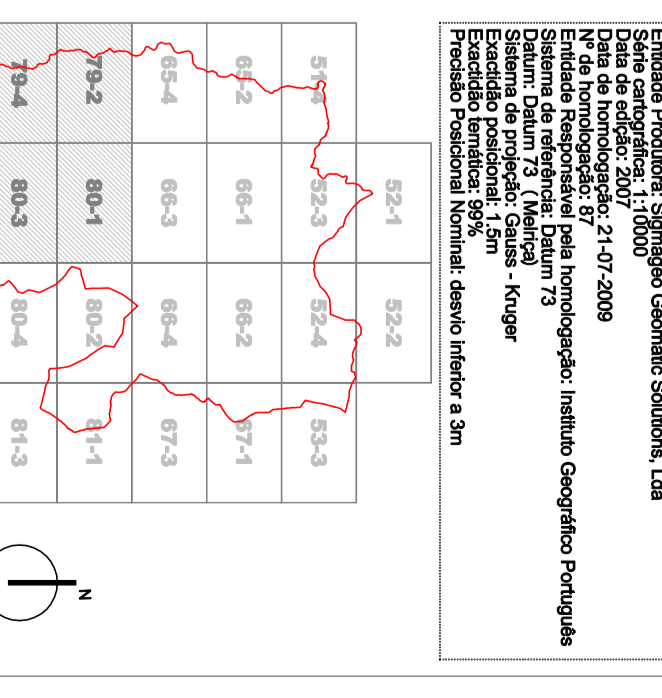 Entidade Produtora: Sigmageo Geomatic Solutions, Lda
Série cartográfica: 1:10000
Data de edição: 2007
Data de homologação: 21-07-2009
Nº de homologação: 87
Entidade Responsável pela homologação: Instituto Geográfico Português
Sistema de referência: Datum 73
Datum: Datum 73 ( Melriça)
Sistema de projeção: Gauss - Kruger
Exactidão posicional: 1,5m
Exactidão temática: 99%
Precisão Posicional Nominal: desvio inferior a 3m
52-1 52-2
51-4 52-3 52-4 53-3
65-2 66-1 66-2 67-1
65-4 66-3 66-4 67-3
79-2 80-1 80-2 81-1
79-4 80-3 80-4 81-3
N